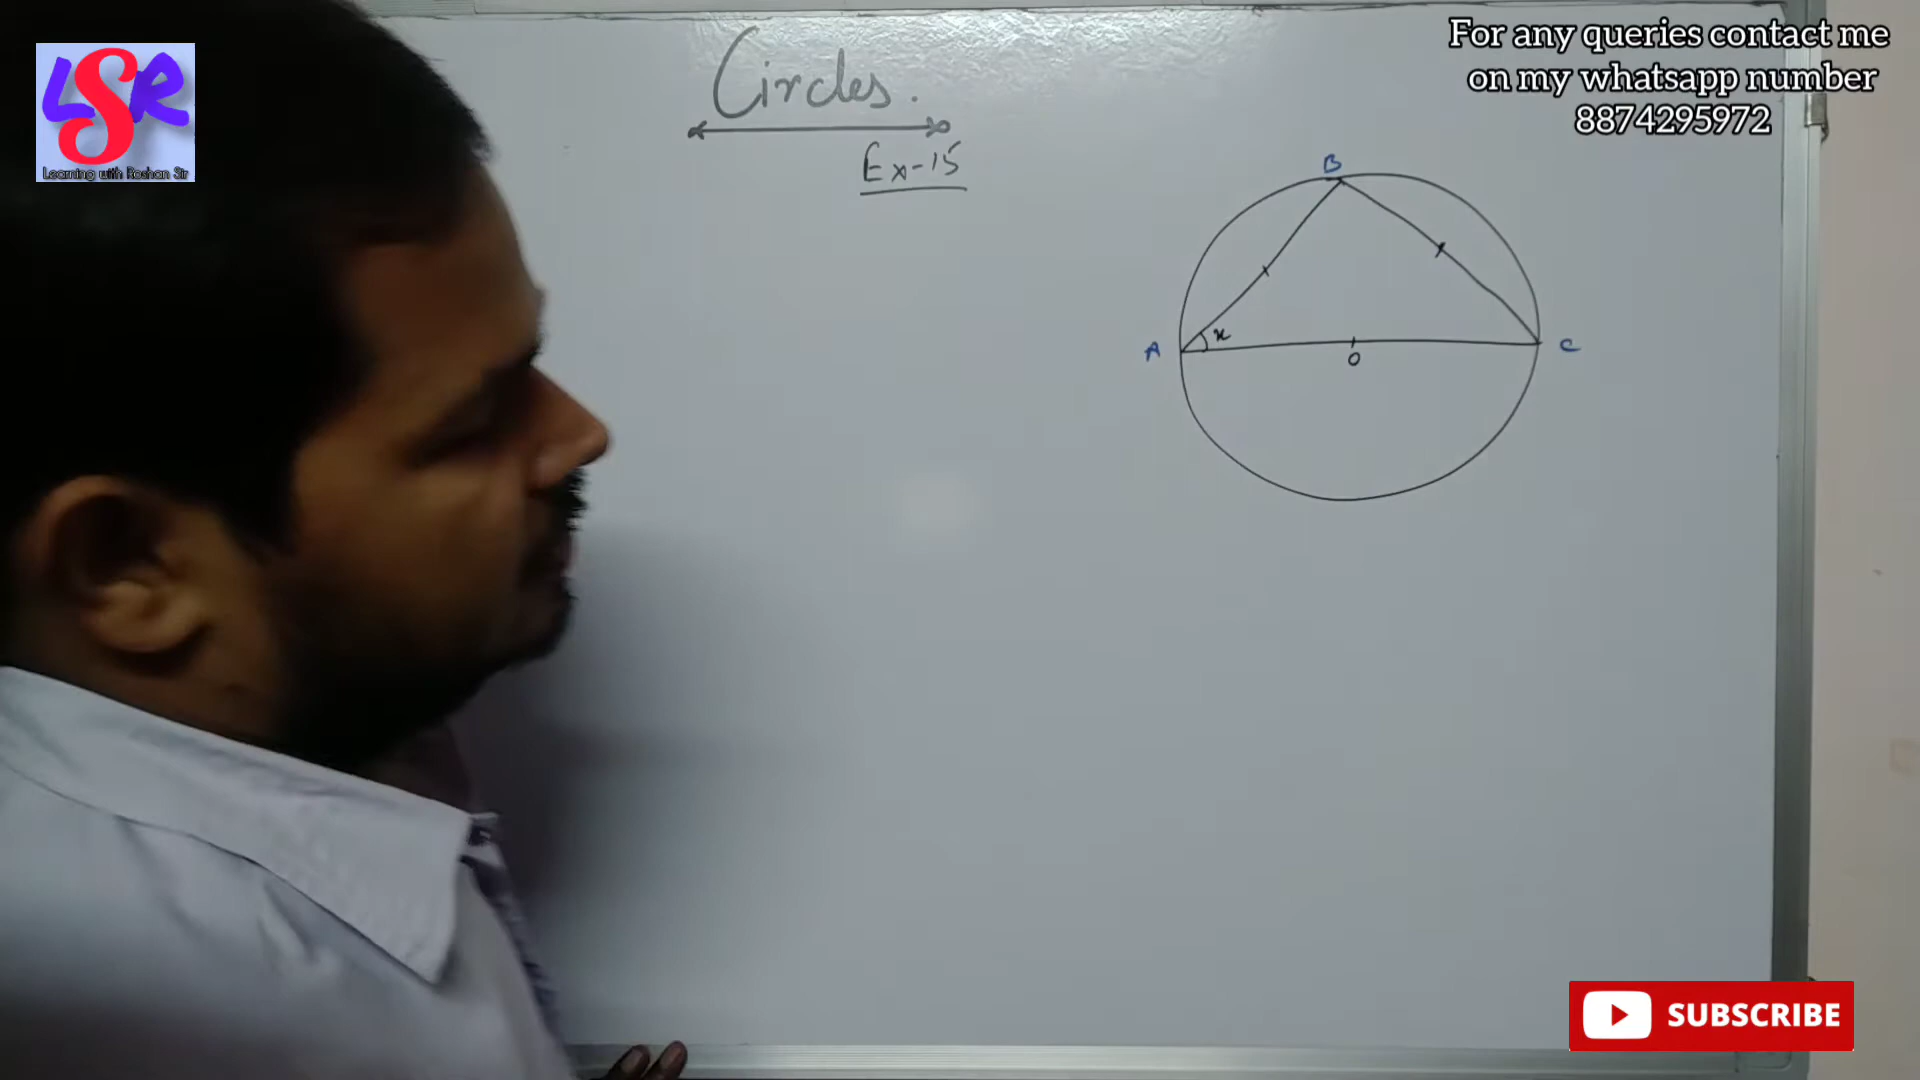 LSR
Learning with Roshan Sir
Circles.
Ex-15
For any queries contact me
on my whatsapp number
8874295972
B
x
A
O
C
SUBSCRIBE